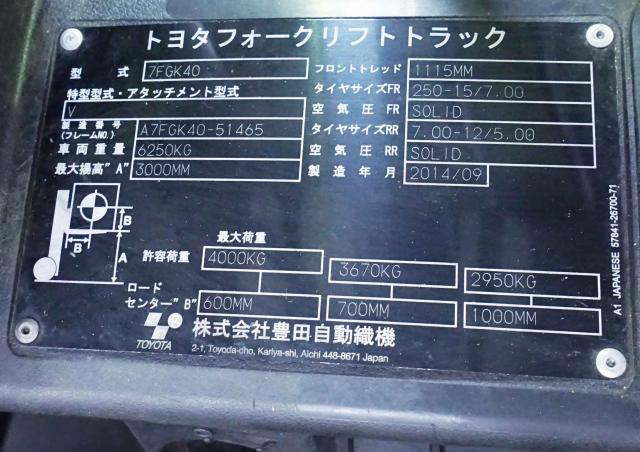 トヨタフォークリフトトラック
型 式 7FGK40 フロントトレッド 1115MM
特型型式・アタッチメント型式 タイヤサイズFR 250-15/7.00
V 空気圧FR SOLID
製造番号 (フレームNO.) A7FGK40-51465 タイヤサイズRR 7.00-12/5.00
車両重量 6250KG 空気圧RR SOLID
最大揚高"A" 3000MM 製造年月 2014/09
B
B
A
最大荷重
許容荷重 4000KG 3670KG 2950KG
ロード
センター"B" 600MM 700MM 1000MM
TOYOTA 株式会社豊田自動織機
2-1, Toyoda-cho, Kariya-shi, Aichi 448-8671 Japan
A1 JAPANESE 57841-26700-71